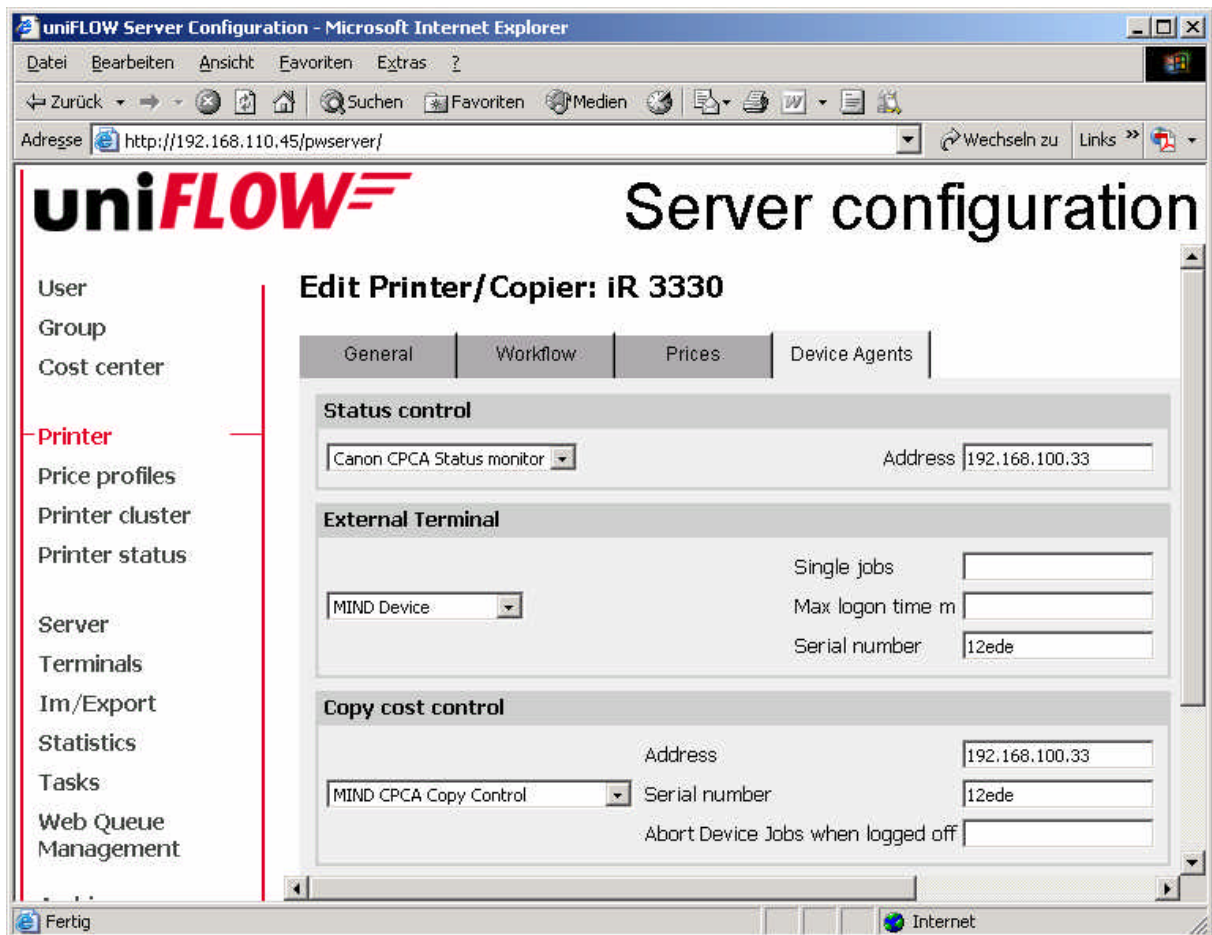 uniFLOW Server Configuration - Microsoft Internet Explorer
Datei Bearbeiten Ansicht Favoriten Extras ?
Zurück Suchen Favoriten Medien
Adresse http://192.168.110.45/pwserver/ Wechseln zu Links »
uniFLOW Server configuration
User
Group
Cost center
Printer
Price profiles
Printer cluster
Printer status
Server
Terminals
Im/Export
Statistics
Tasks
Web Queue
Management
Edit Printer/Copier: iR 3330
General Workflow Prices Device Agents
Status control
Canon CPCA Status monitor Address 192.168.100.33
External Terminal
Single jobs
MIND Device Max logon time m
Serial number 12ede
Copy cost control
Address 192.168.100.33
MIND CPCA Copy Control Serial number 12ede
Abort Device Jobs when logged off
Fertig Internet